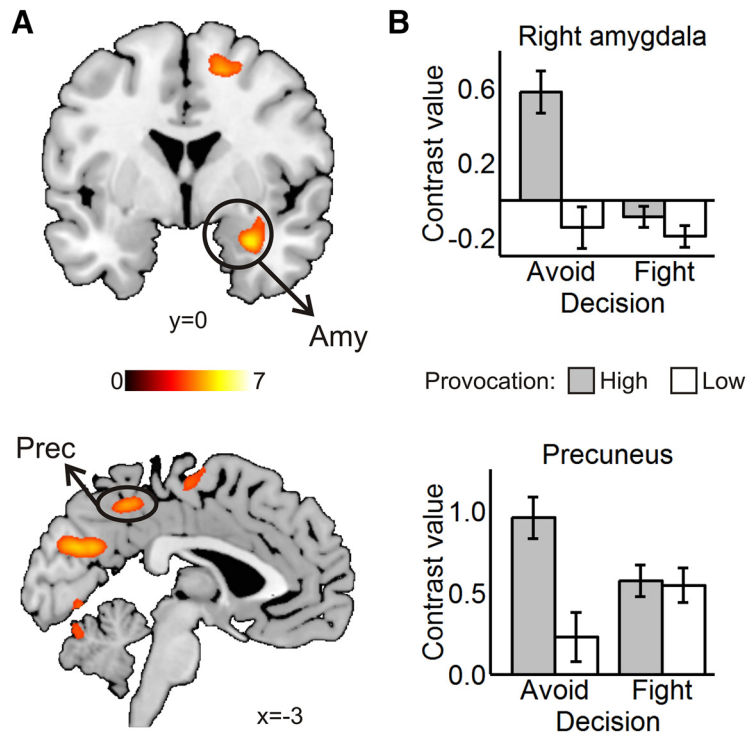 A
y=0
Amy
0 7
Prec
x=-3
B
Right amygdala
Contrast value
0.6
0.2
-0.2
Avoid Fight
Decision
Provocation: High Low
Precuneus
Contrast value
1.0
0.5
0.0
Avoid Fight
Decision